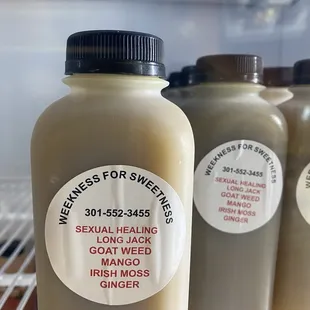 WEEKNESS FOR SWEETNESS
301-552-3455
SEXUAL HEALING
LONG JACK
GOAT WEED
MANGO
IRISH MOSS
GINGER
WEEKNESS FOR SWEETNESS
301-552-3455
SEXUAL HEALING
LONG JACK
GOAT WEED
MANGO
IRISH MOSS
GINGER